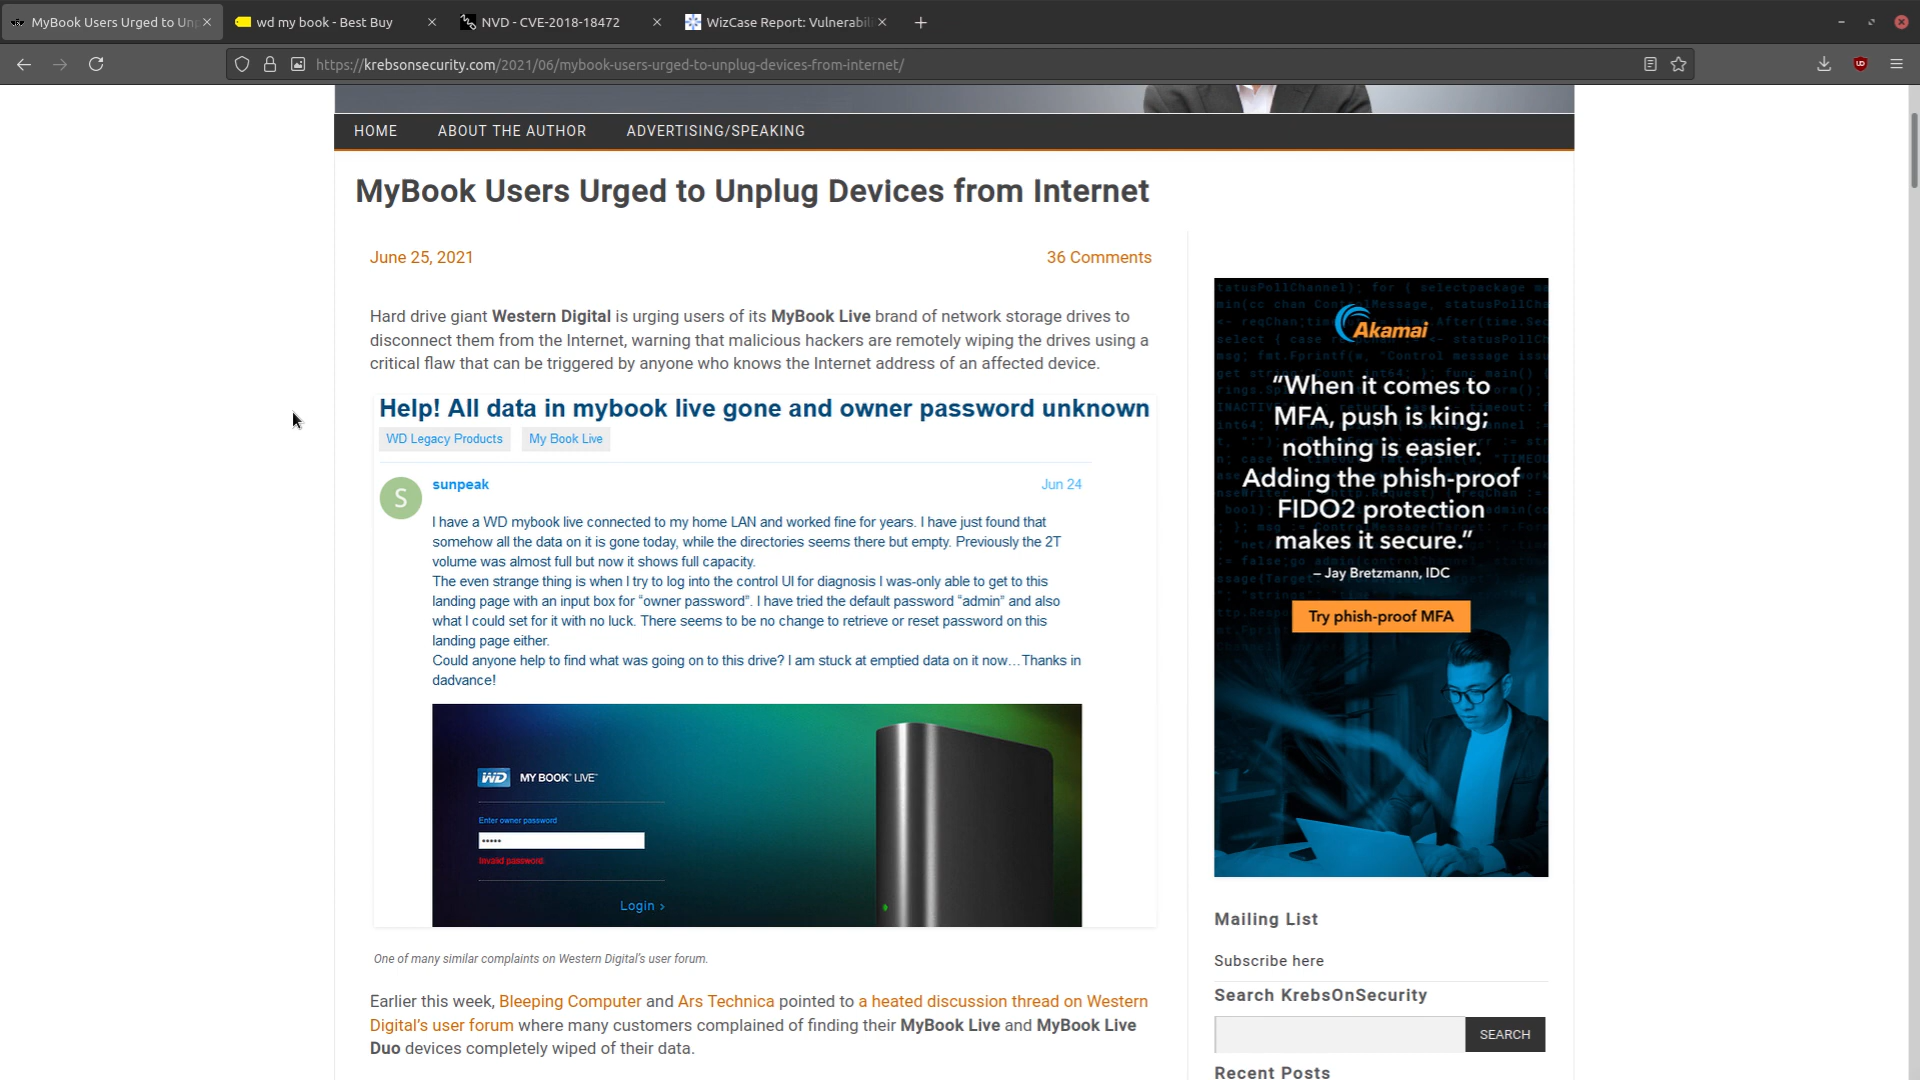 MyBook Users Urged to Un
wd my book - Best Buy
NVD - CVE-2018-18472
WizCase Report: Vulnerabil
https://krebsonsecurity.com/2021/06/mybook-users-urged-to-unplug-devices-from-internet/
HOME ABOUT THE AUTHOR ADVERTISING/SPEAKING
MyBook Users Urged to Unplug Devices from Internet
June 25, 2021
36 Comments
Hard drive giant Western Digital is urging users of its MyBook Live brand of network storage drives to
disconnect them from the Internet, warning that malicious hackers are remotely wiping the drives using a
critical flaw that can be triggered by anyone who knows the Internet address of an affected device.
Help! All data in mybook live gone and owner password unknown
WD Legacy Products My Book Live
S
sunpeak
Jun 24
I have a WD mybook live connected to my home LAN and worked fine for years. I have just found that
somehow all the data on it is gone today, while the directories seems there but empty. Previously the 2T
volume was almost full but now it shows full capacity.
The even strange thing is when I try to log into the control UI for diagnosis I was-only able to get to this
landing page with an input box for “owner password”. I have tried the default password “admin” and also
what I could set for it with no luck. There seems to be no change to retrieve or reset password on this
landing page either.
Could anyone help to find what was going on to this drive? I am stuck at emptied data on it now…Thanks in
dadvance!
WD MY BOOK LIVE
Enter owner password
•••••
Invalid password
Login ›
One of many similar complaints on Western Digital’s user forum.
Earlier this week, Bleeping Computer and Ars Technica pointed to a heated discussion thread on Western
Digital’s user forum where many customers complained of finding their MyBook Live and MyBook Live
Duo devices completely wiped of their data.
Akamai
“When it comes to
MFA, push is king;
nothing is easier.
Adding the phish-proof
FIDO2 protection
makes it secure.”
– Jay Bretzmann, IDC
Try phish-proof MFA
Mailing List
Subscribe here
Search KrebsOnSecurity
SEARCH
Recent Posts